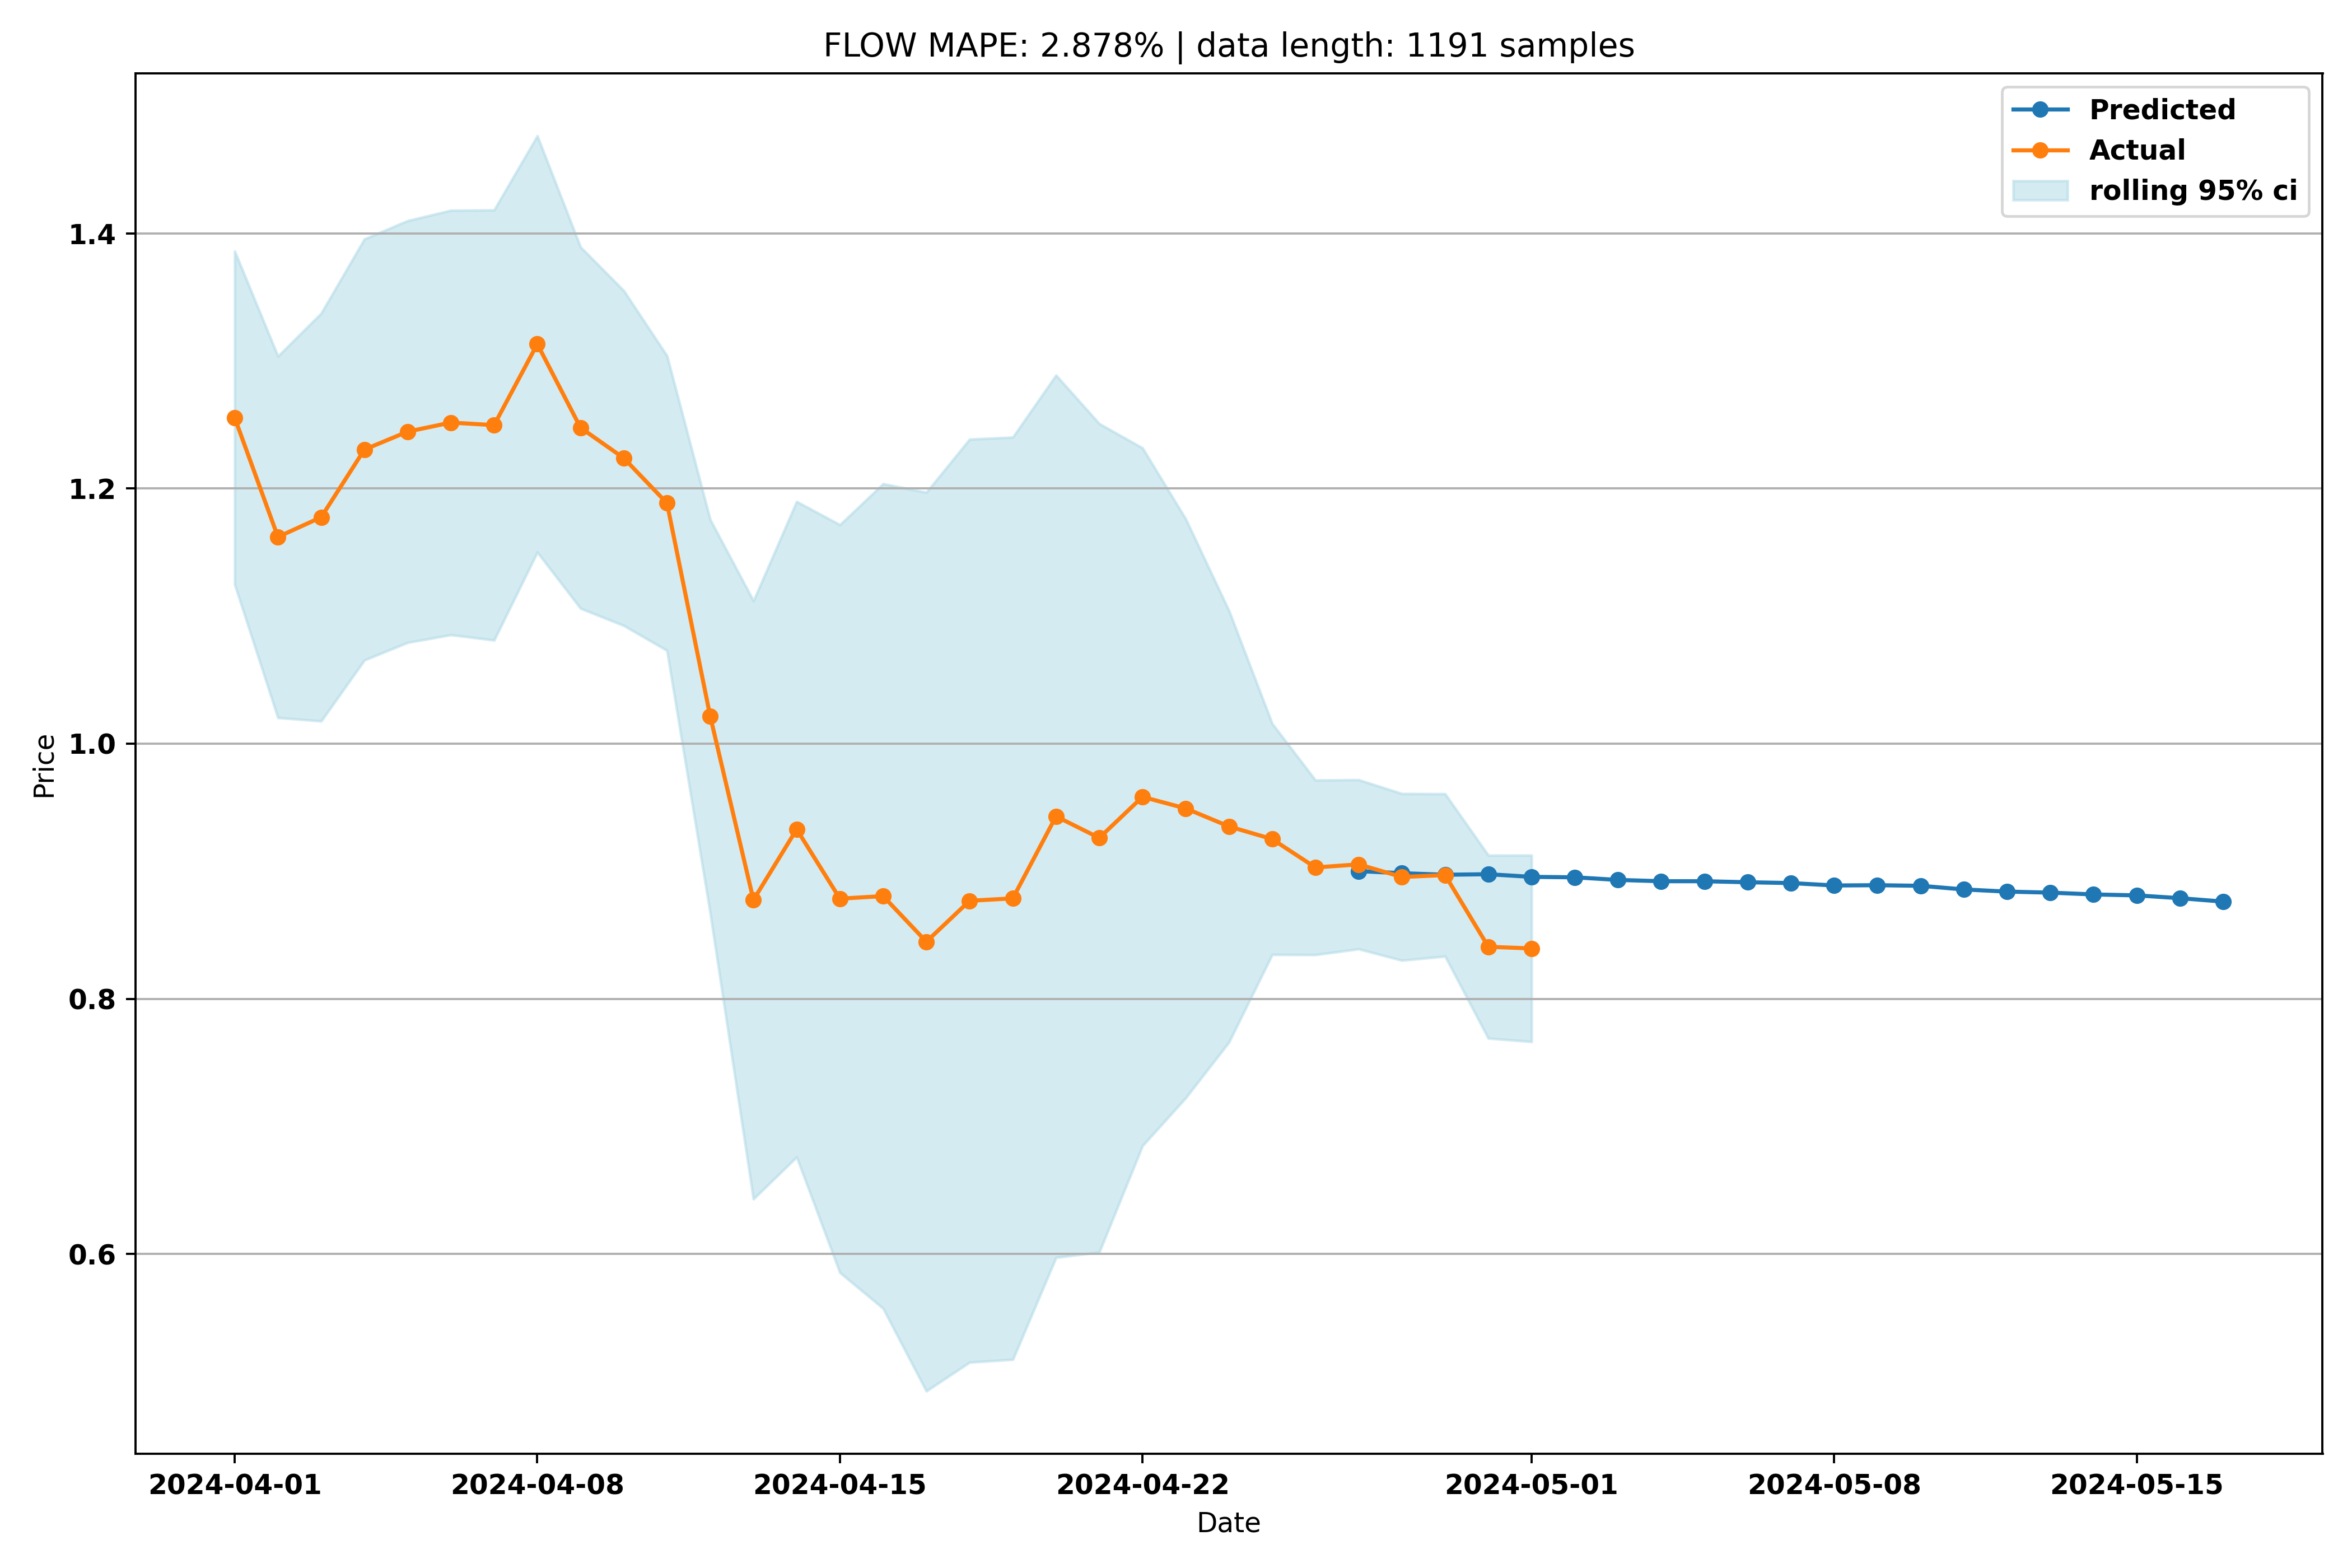 FLOW MAPE: 2.878% | data length: 1191 samples
Predicted
Actual
rolling 95% ci
1.4
1.2
1.0
0.8
0.6
Price
2024-04-01 2024-04-08 2024-04-15 2024-04-22 2024-05-01 2024-05-08 2024-05-15
Date